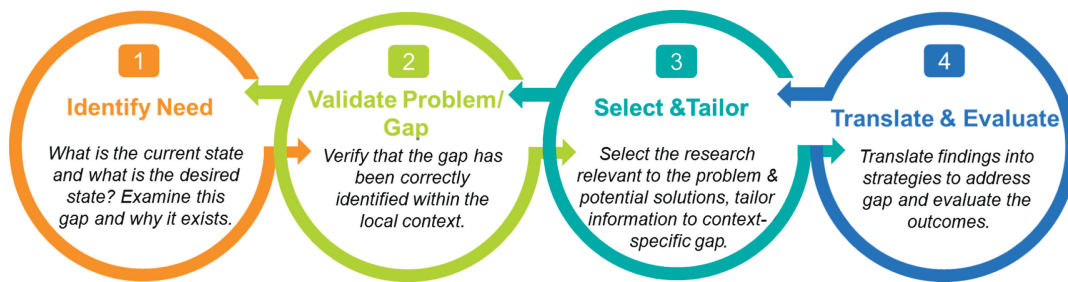 1
Identify Need
What is the current state
and what is the desired
state? Examine this
gap and why it exists.
2
Validate Problem/
Gap
Verify that the gap has
been correctly
identified within the
local context.
3
Select &Tailor
Select the research
relevant to the problem &
potential solutions, tailor
information to context-
specific gap.
4
Translate & Evaluate
Translate findings into
strategies to address
gap and evaluate the
outcomes.